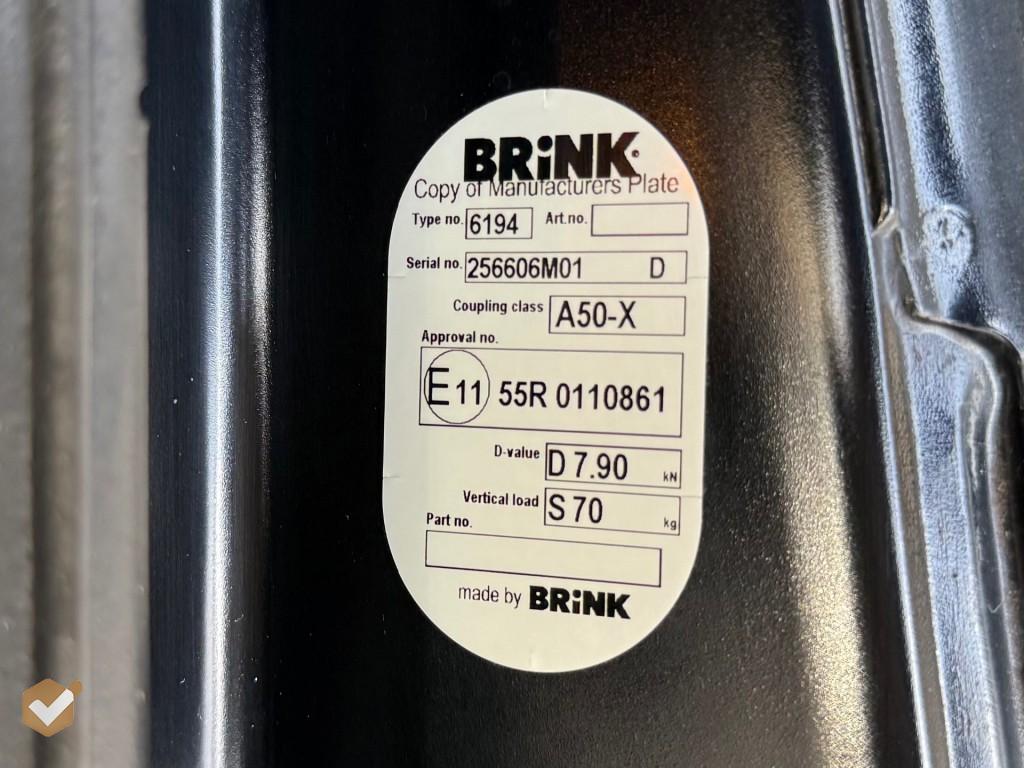 BRiNK
Copy of Manufacturers Plate
Type no. 6194 Art.no.
Serial no. 256606M01 D
Coupling class A50-X
Approval no.
E11 55R 0110861
D-value D 7.90 kN
Vertical load S 70 kg
Part no.
made by BRiNK